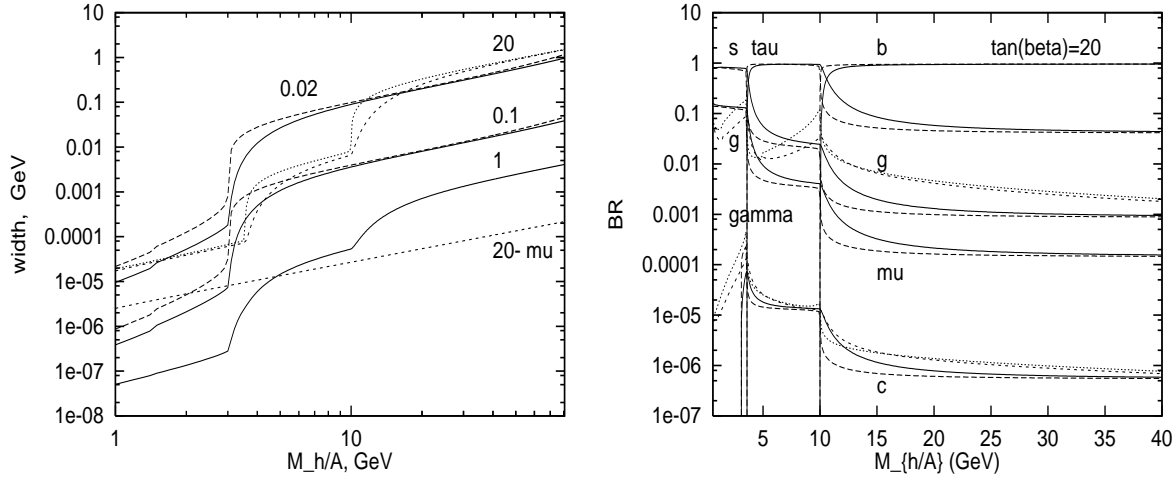 10
1
0.1
0.01
0.001
0.0001
1e-05
1e-06
1e-07
1e-08
width, GeV
1
10
M_h/A, GeV
20
0.02
0.1
1
20- mu
10
1
0.1
0.01
0.001
0.0001
1e-05
1e-06
1e-07
BR
5
10
15
20
25
30
35
40
M_{h/A} (GeV)
s tau b tan(beta)=20
g g
gamma
mu
c